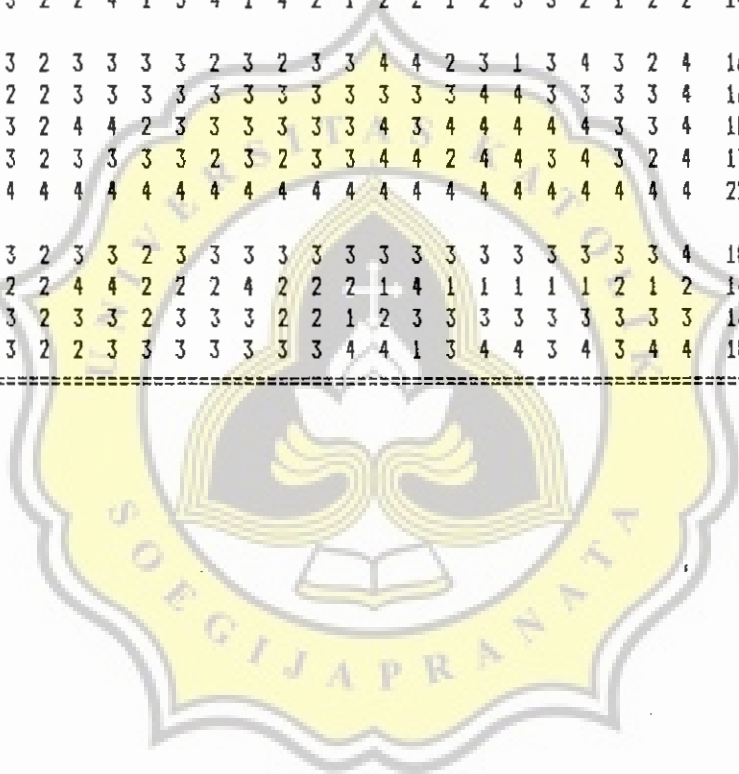 3 2 3 3 3 3 2 3 2 3 3 4 4 2 3 1 3 4 3 2 4
2 2 3 3 3 3 3 3 3 3 3 3 3 3 4 4 3 3 3 3 4
3 2 4 4 2 3 3 3 3 3 3 4 3 4 4 4 4 4 3 3 4
3 2 3 3 3 3 2 3 2 3 3 4 4 2 4 4 3 4 3 2 4
4 4 4 4 4 4 4 4 4 4 4 4 4 4 4 4 4 4 4 4 4
3 2 3 3 2 3 3 3 3 3 3 3 3 3 3 3 3 3 3 3 4
2 2 4 4 2 2 2 4 2 2 2 1 4 1 1 1 1 1 2 1 2
3 2 3 3 2 3 3 3 2 2 1 2 3 3 3 3 3 3 3 3 3
3 2 2 3 3 3 3 3 3 3 4 4 1 3 4 4 3 4 3 4 4
UNIVERSITAS KATOLIK
SOEGIJAPRANATA